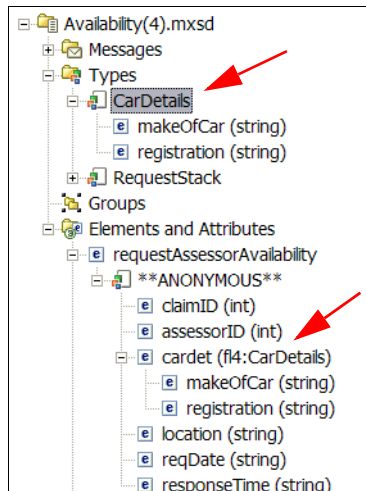 Availability(4).mxsd
Messages
Types
CarDetails
e makeOfCar (string)
e registration (string)
RequestStack
Groups
Elements and Attributes
e requestAssessorAvailability
**ANONYMOUS**
e claimID (int)
e assessorID (int)
e cardet (fl4:CarDetails)
e makeOfCar (string)
e registration (string)
e location (string)
e reqDate (string)
e responseTime (string)